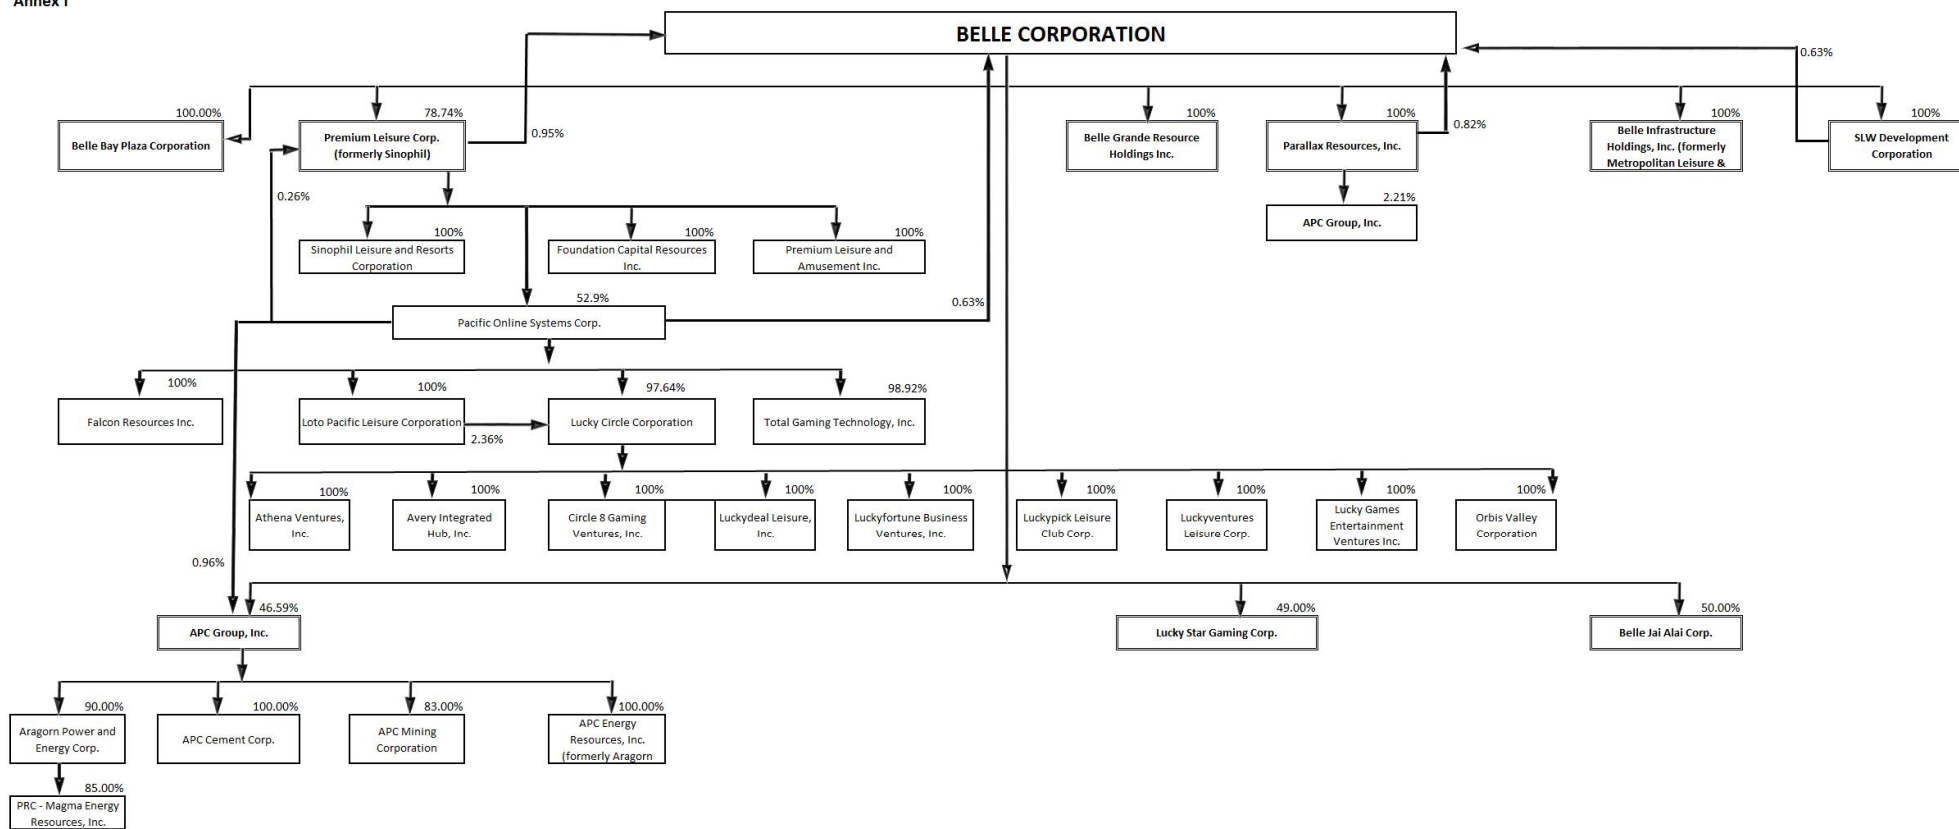 Annex I
BELLE CORPORATION
0.63%
100.00%
78.74%
100%
100%
100%
100%
Belle Bay Plaza Corporation
Premium Leisure Corp.
(formerly Sinophil)
0.95%
Belle Grande Resource
Holdings Inc.
Parallax Resources, Inc.
0.82%
Belle Infrastructure
Holdings, Inc. (formerly
Metropolitan Leisure &
SLW Development
Corporation
0.26%
2.21%
APC Group, Inc.
100%
100%
100%
Sinophil Leisure and Resorts
Corporation
Foundation Capital Resources
Inc.
Premium Leisure and
Amusement Inc.
52.9%
0.63%
Pacific Online Systems Corp.
100%
100%
97.64%
98.92%
Falcon Resources Inc.
Loto Pacific Leisure Corporation
2.36%
Lucky Circle Corporation
Total Gaming Technology, Inc.
100%
100%
100%
100%
100%
100%
100%
100%
100%
Athena Ventures,
Inc.
Avery Integrated
Hub, Inc.
Circle 8 Gaming
Ventures, Inc.
Luckydeal Leisure,
Inc.
Luckyfortune Business
Ventures, Inc.
Luckypick Leisure
Club Corp.
Luckyventures
Leisure Corp.
Lucky Games
Entertainment
Ventures Inc.
Orbis Valley
Corporation
0.96%
46.59%
49.00%
50.00%
APC Group, Inc.
Lucky Star Gaming Corp.
Belle Jai Alai Corp.
90.00%
100.00%
83.00%
100.00%
Aragorn Power and
Energy Corp.
APC Cement Corp.
APC Mining
Corporation
APC Energy
Resources, Inc.
(formerly Aragorn
85.00%
PRC - Magma Energy
Resources, Inc.